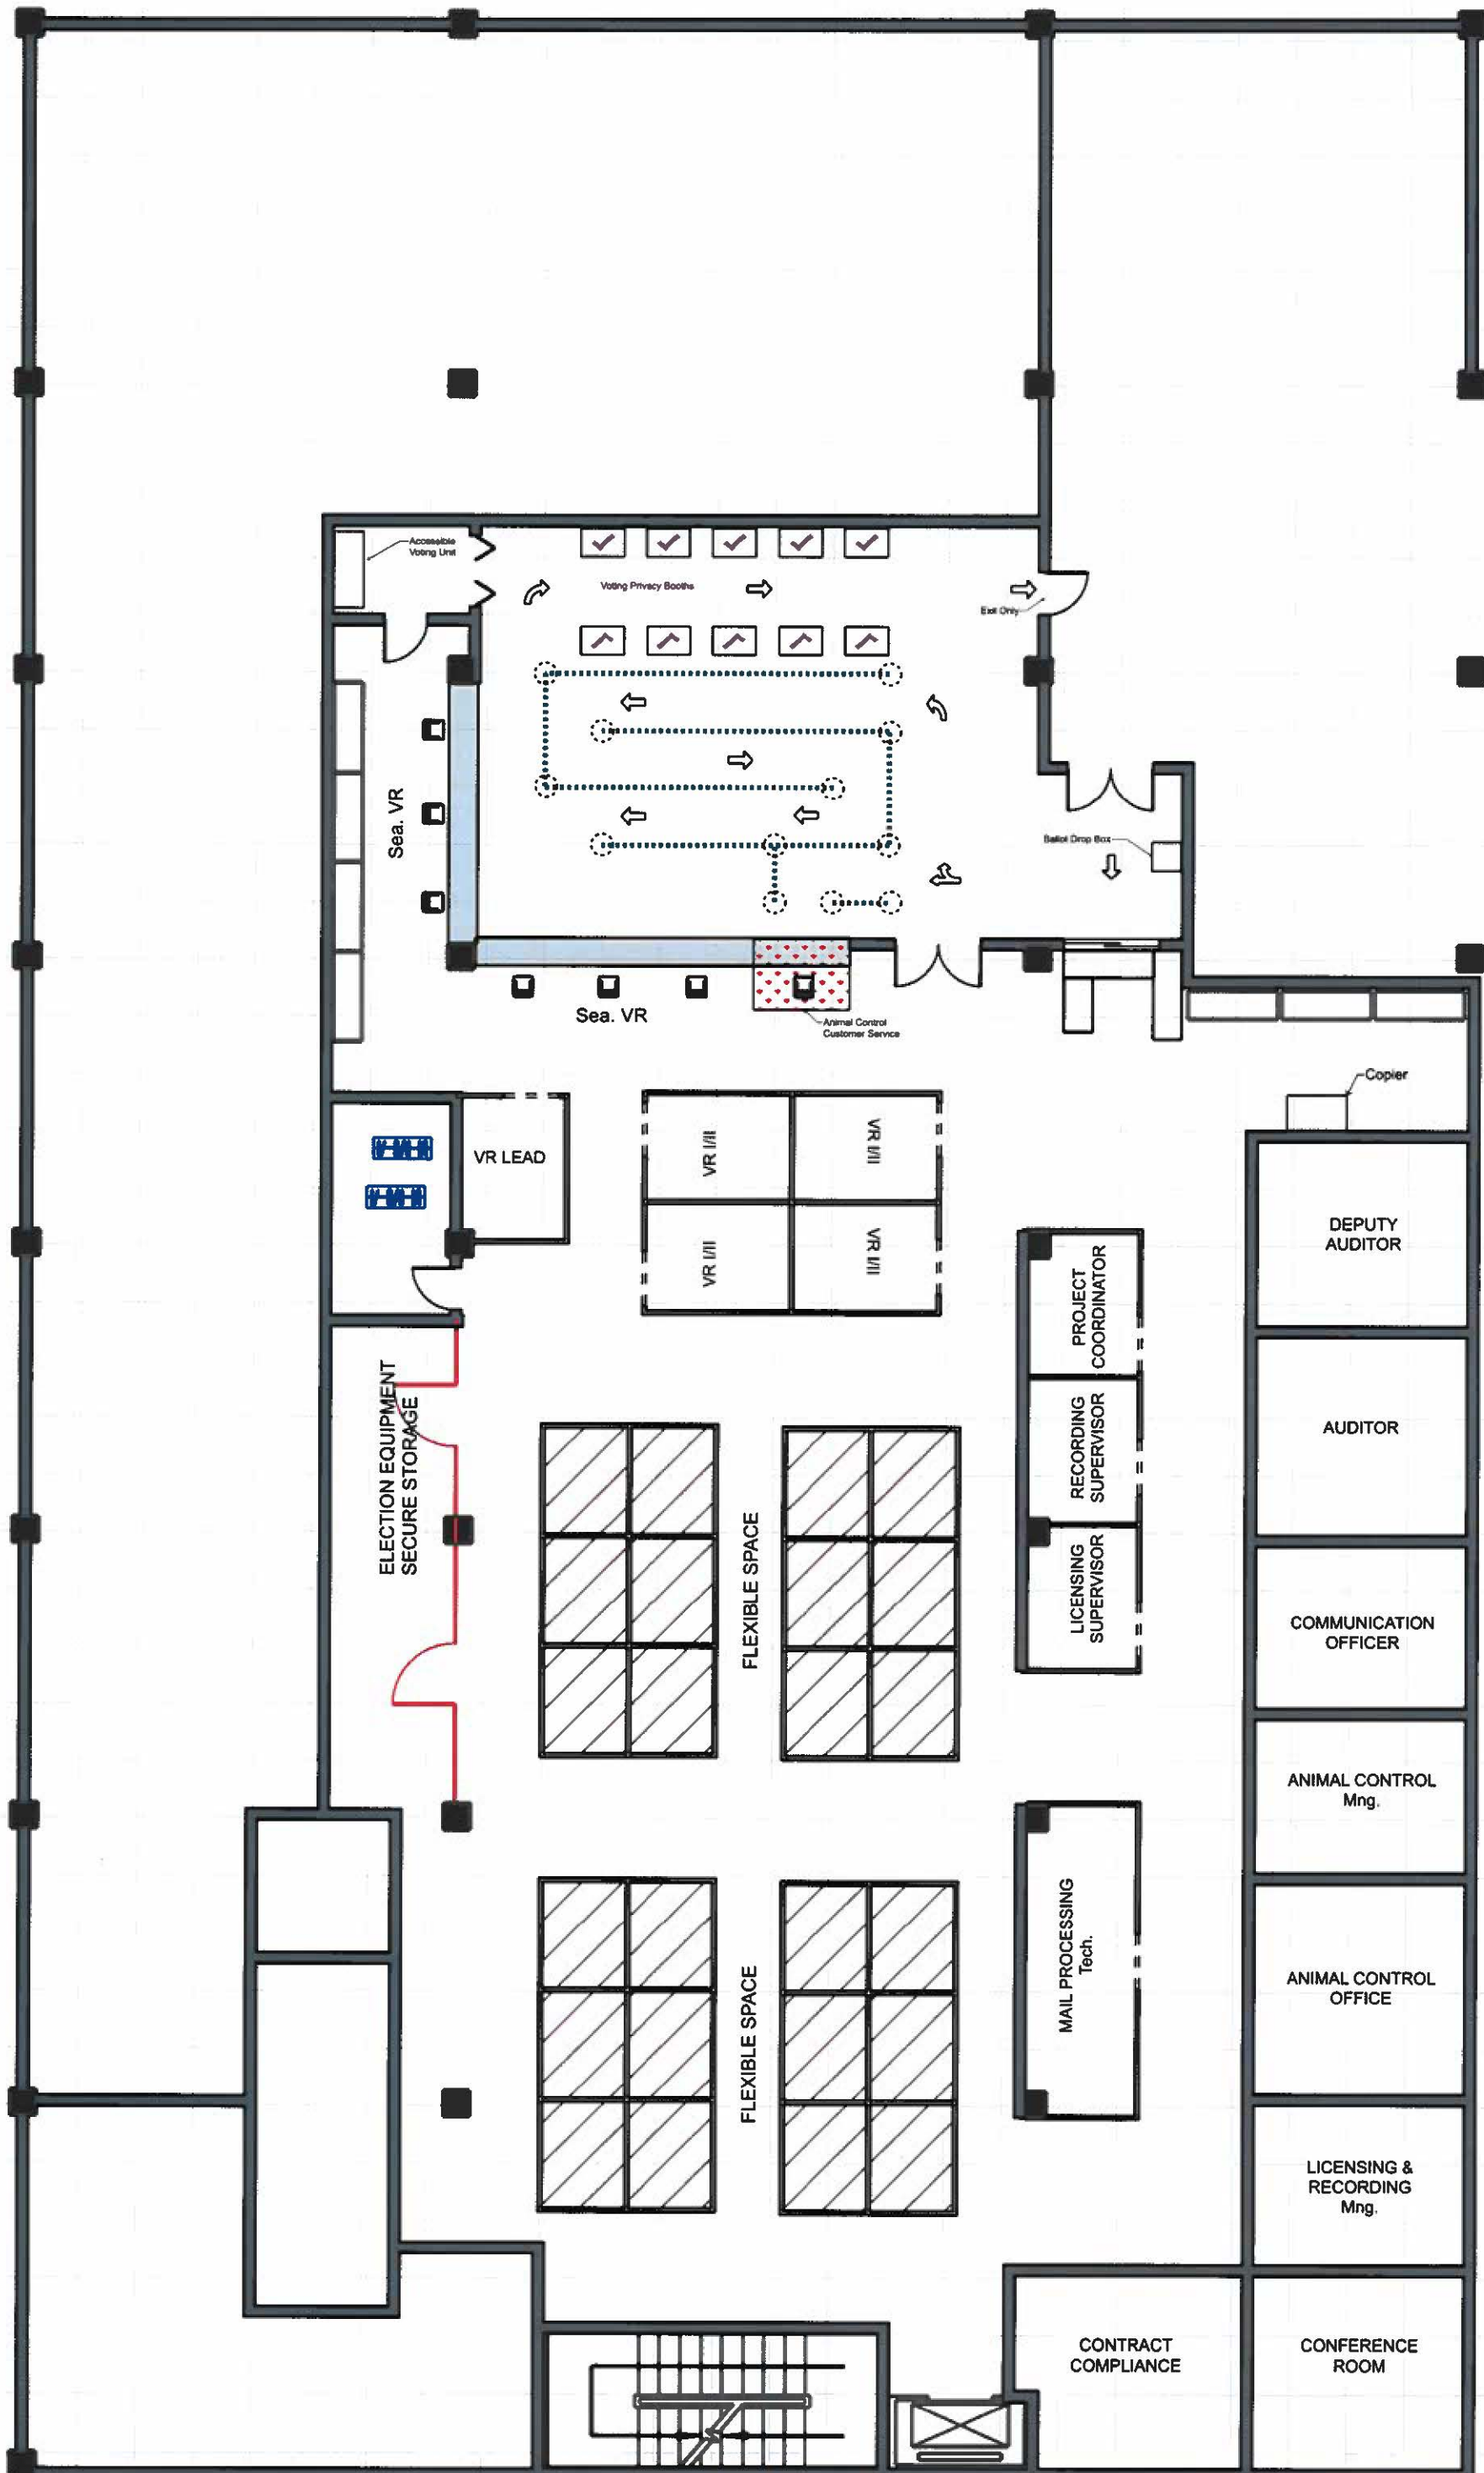 Accessible
Voting Unit
Voting Privacy Booths
Exit Only
Sea. VR
Ballot Drop Box
Sea. VR
Animal Control
Customer Service
Copier
VR LEAD
VR I/II
VR I/II
VR I/II
VR I/II
DEPUTY
AUDITOR
PROJECT
COORDINATOR
ELECTION EQUIPMENT
SECURE STORAGE
RECORDING
SUPERVISOR
AUDITOR
FLEXIBLE SPACE
LICENSING
SUPERVISOR
COMMUNICATION
OFFICER
ANIMAL CONTROL
Mng.
MAIL PROCESSING
Tech.
FLEXIBLE SPACE
ANIMAL CONTROL
OFFICE
LICENSING &
RECORDING
Mng.
CONTRACT
COMPLIANCE
CONFERENCE
ROOM